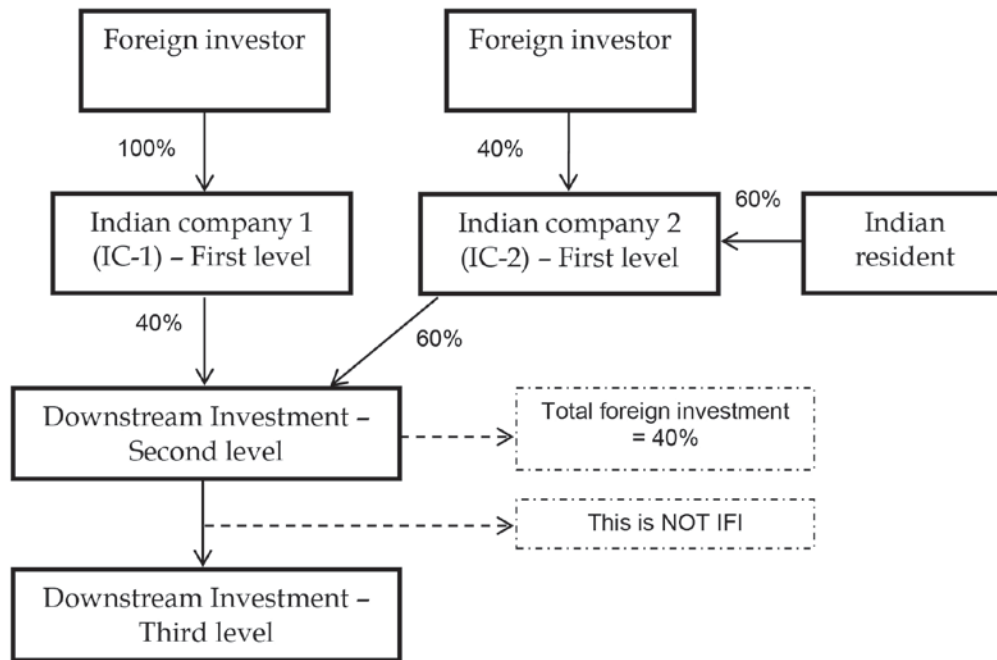 Foreign investor
Foreign investor
100%
40%
Indian company 1
(IC-1) – First level
Indian company 2
(IC-2) – First level
60%
Indian
resident
40%
60%
Downstream Investment –
Second level
Total foreign investment
= 40%
This is NOT IFI
Downstream Investment –
Third level